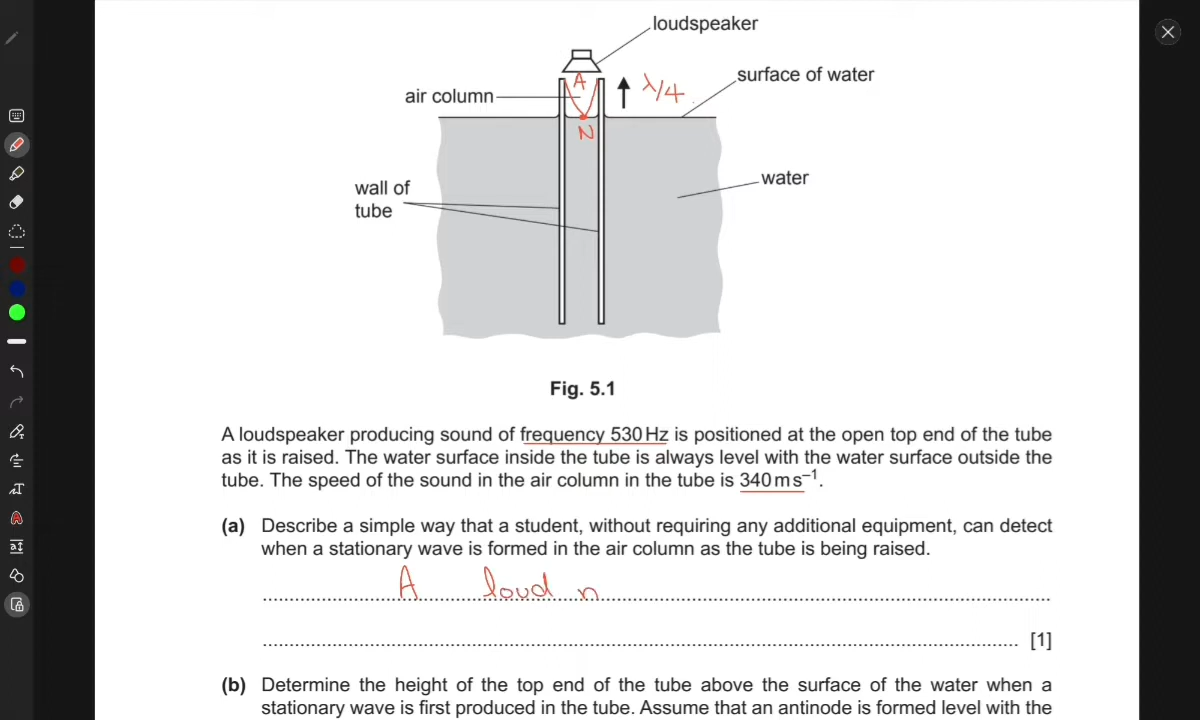 loudspeaker
A
λ/4
surface of water
air column
N
water
wall of
tube
Fig. 5.1
A loudspeaker producing sound of frequency 530 Hz is positioned at the open top end of the tube
as it is raised. The water surface inside the tube is always level with the water surface outside the
tube. The speed of the sound in the air column in the tube is 340 m s⁻¹.
(a) Describe a simple way that a student, without requiring any additional equipment, can detect
when a stationary wave is formed in the air column as the tube is being raised.
A loud n
[1]
(b) Determine the height of the top end of the tube above the surface of the water when a
stationary wave is first produced in the tube. Assume that an antinode is formed level with the